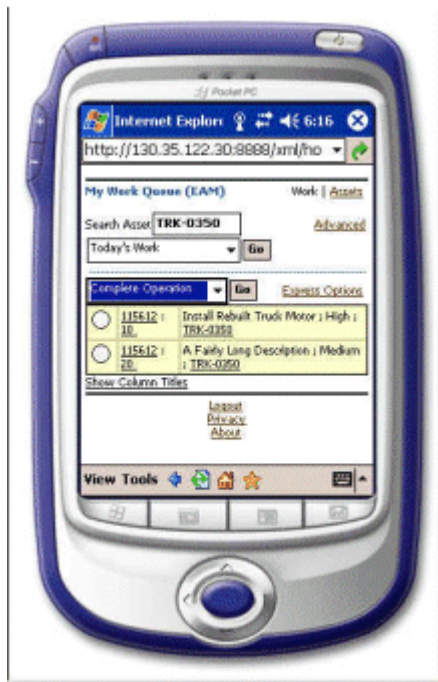 Pocket PC
Internet Explore 6:16
http://130.35.122.30:8888/xml/ho
My Work Queue (EAM) Work | Assets
Search Asset TRK-0350 Advanced
Today's Work Go
Complete Operation Go Express Options
115612 : Install Rebuilt Truck Motor ; High ;
10 TRK-0350
115612 : A Fairly Long Description ; Medium
20 ; TRK-0350
Show Column Titles
Logout
Privacy
About
View Tools